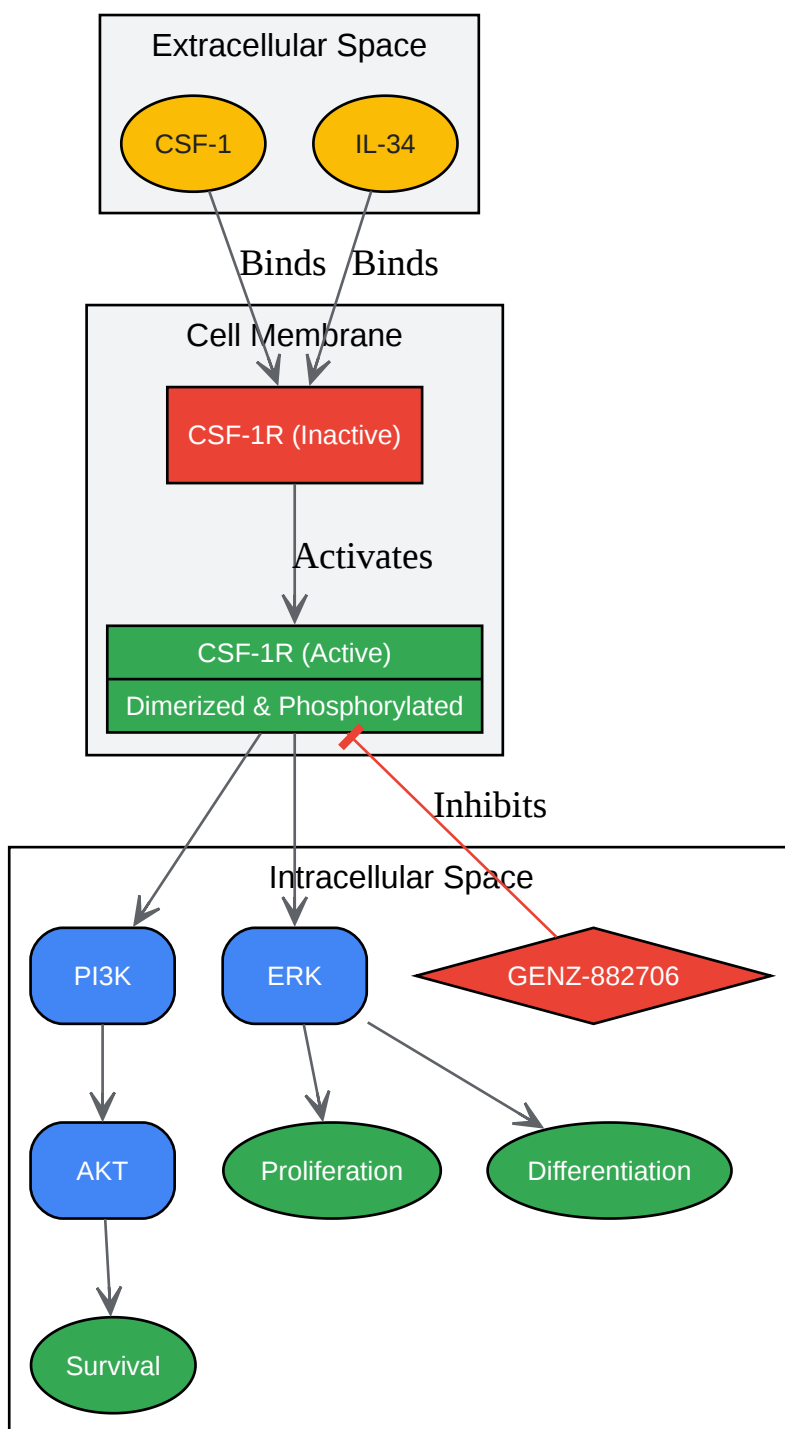 Extracellular Space
CSF-1
IL-34
Binds
Binds
Cell Membrane
CSF-1R (Inactive)
Activates
CSF-1R (Active)
Dimerized & Phosphorylated
Inhibits
Intracellular Space
PI3K
ERK
GENZ-882706
AKT
Proliferation
Differentiation
Survival